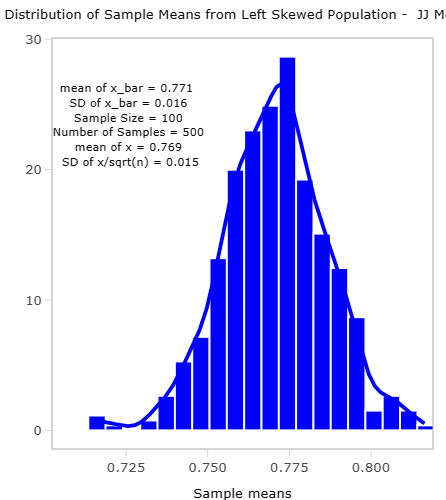 Distribution of Sample Means from Left Skewed Population - JJ
30
mean of x_bar = 0.771
SD of x_bar = 0.016
Sample Size = 100
Number of Samples = 500
mean of x = 0.769
SD of x/sqrt(n) = 0.015
20
10
0
0.725 0.750 0.775 0.800
Sample means